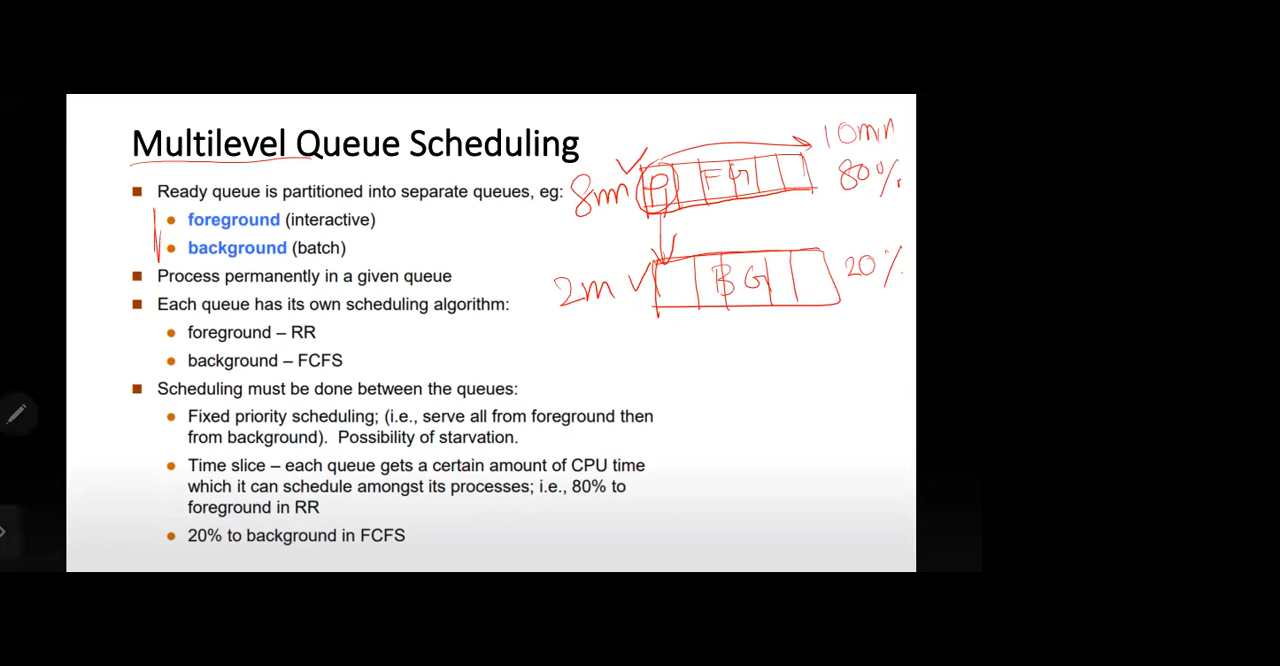 Multilevel Queue Scheduling
Ready queue is partitioned into separate queues, eg:
foreground (interactive)
background (batch)
Process permanently in a given queue
Each queue has its own scheduling algorithm:
foreground – RR
background – FCFS
Scheduling must be done between the queues:
Fixed priority scheduling; (i.e., serve all from foreground then
from background).  Possibility of starvation.
Time slice – each queue gets a certain amount of CPU time
which it can schedule amongst its processes; i.e., 80% to
foreground in RR
20% to background in FCFS
10min
8m P1 FG 80%
2m BG 20%